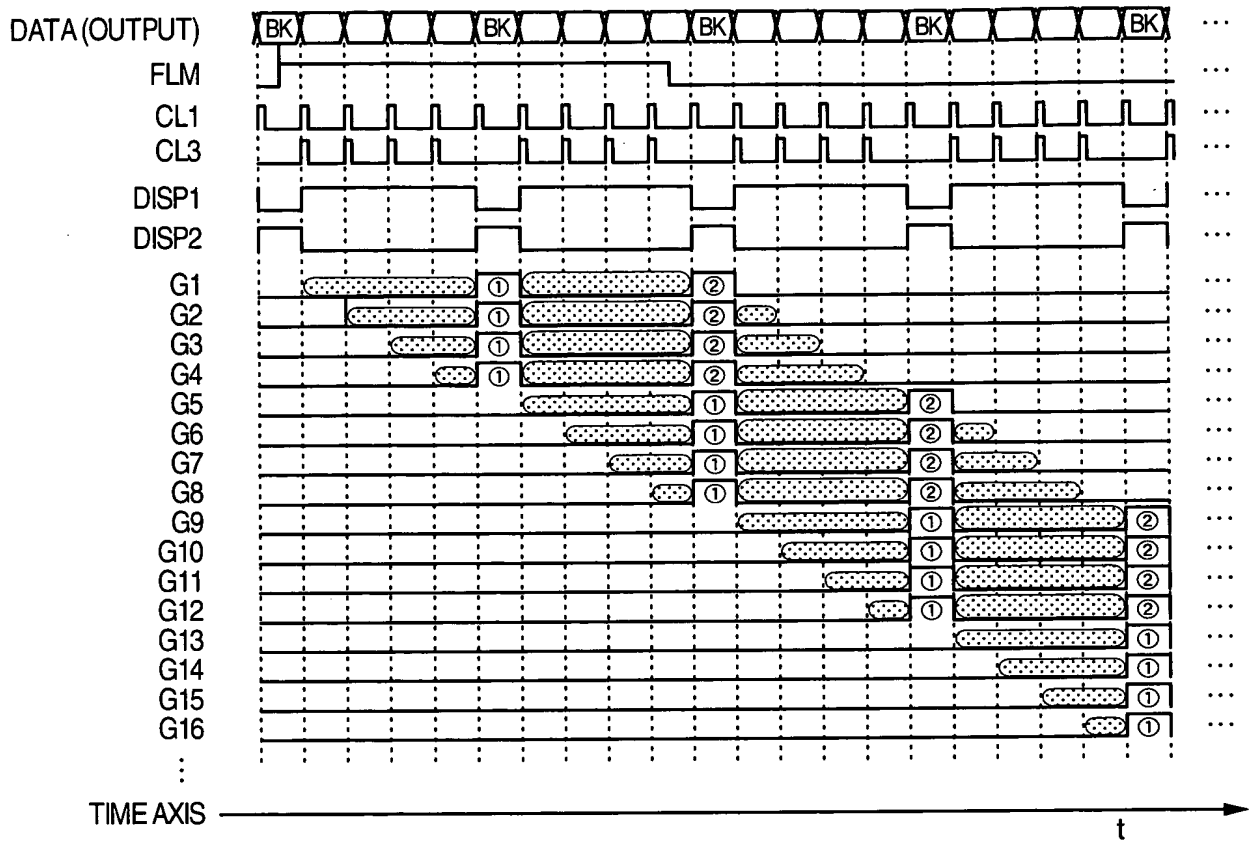 DATA (OUTPUT) BK BK BK BK BK ...
FLM ...
CL1 ...
CL3 ...
DISP1 ...
DISP2 ...
G1 ① ② ...
G2 ① ② ...
G3 ① ② ...
G4 ① ② ...
G5 ① ② ...
G6 ① ② ...
G7 ① ② ...
G8 ① ② ...
G9 ① ② ...
G10 ① ② ...
G11 ① ② ...
G12 ① ② ...
G13 ① ...
G14 ① ...
G15 ① ...
G16 ① ...
⋮
TIME AXIS
t